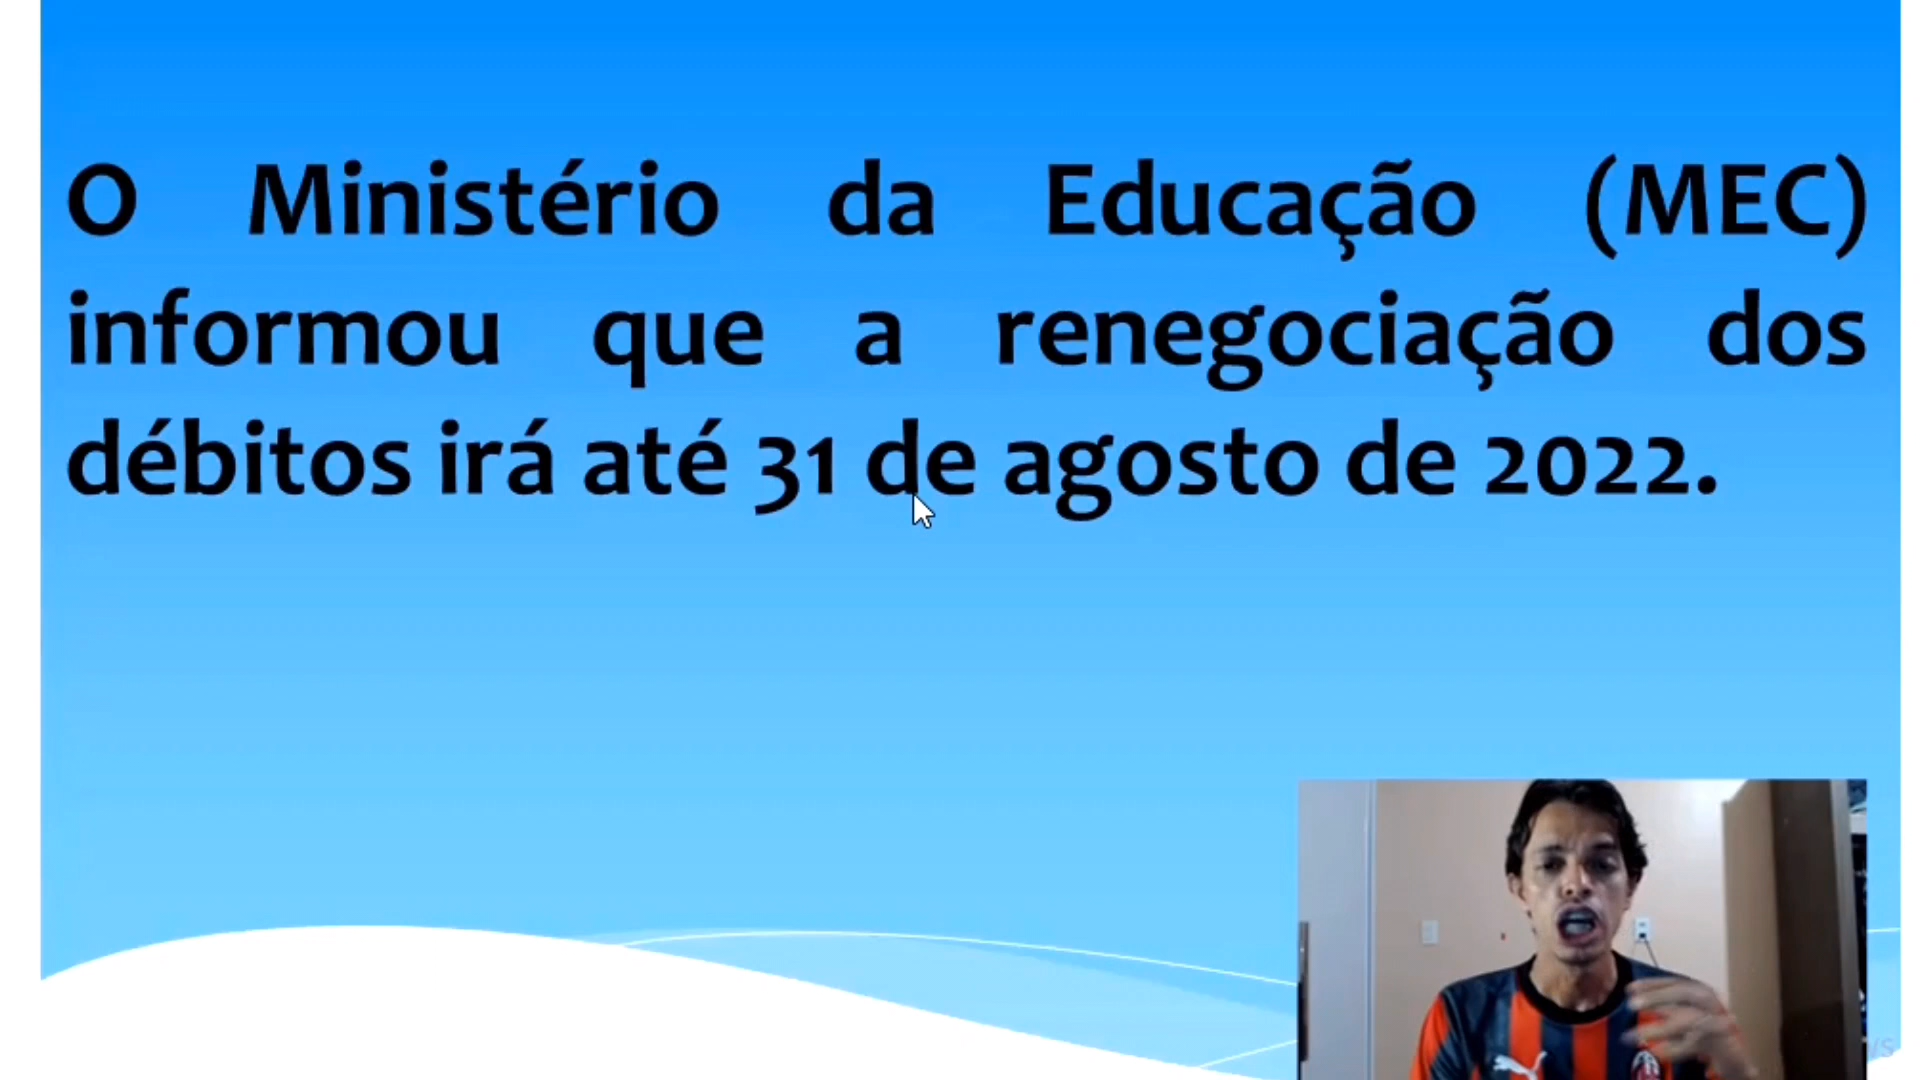 O Ministério da Educação (MEC)
informou que a renegociação dos
débitos irá até 31 de agosto de 2022.